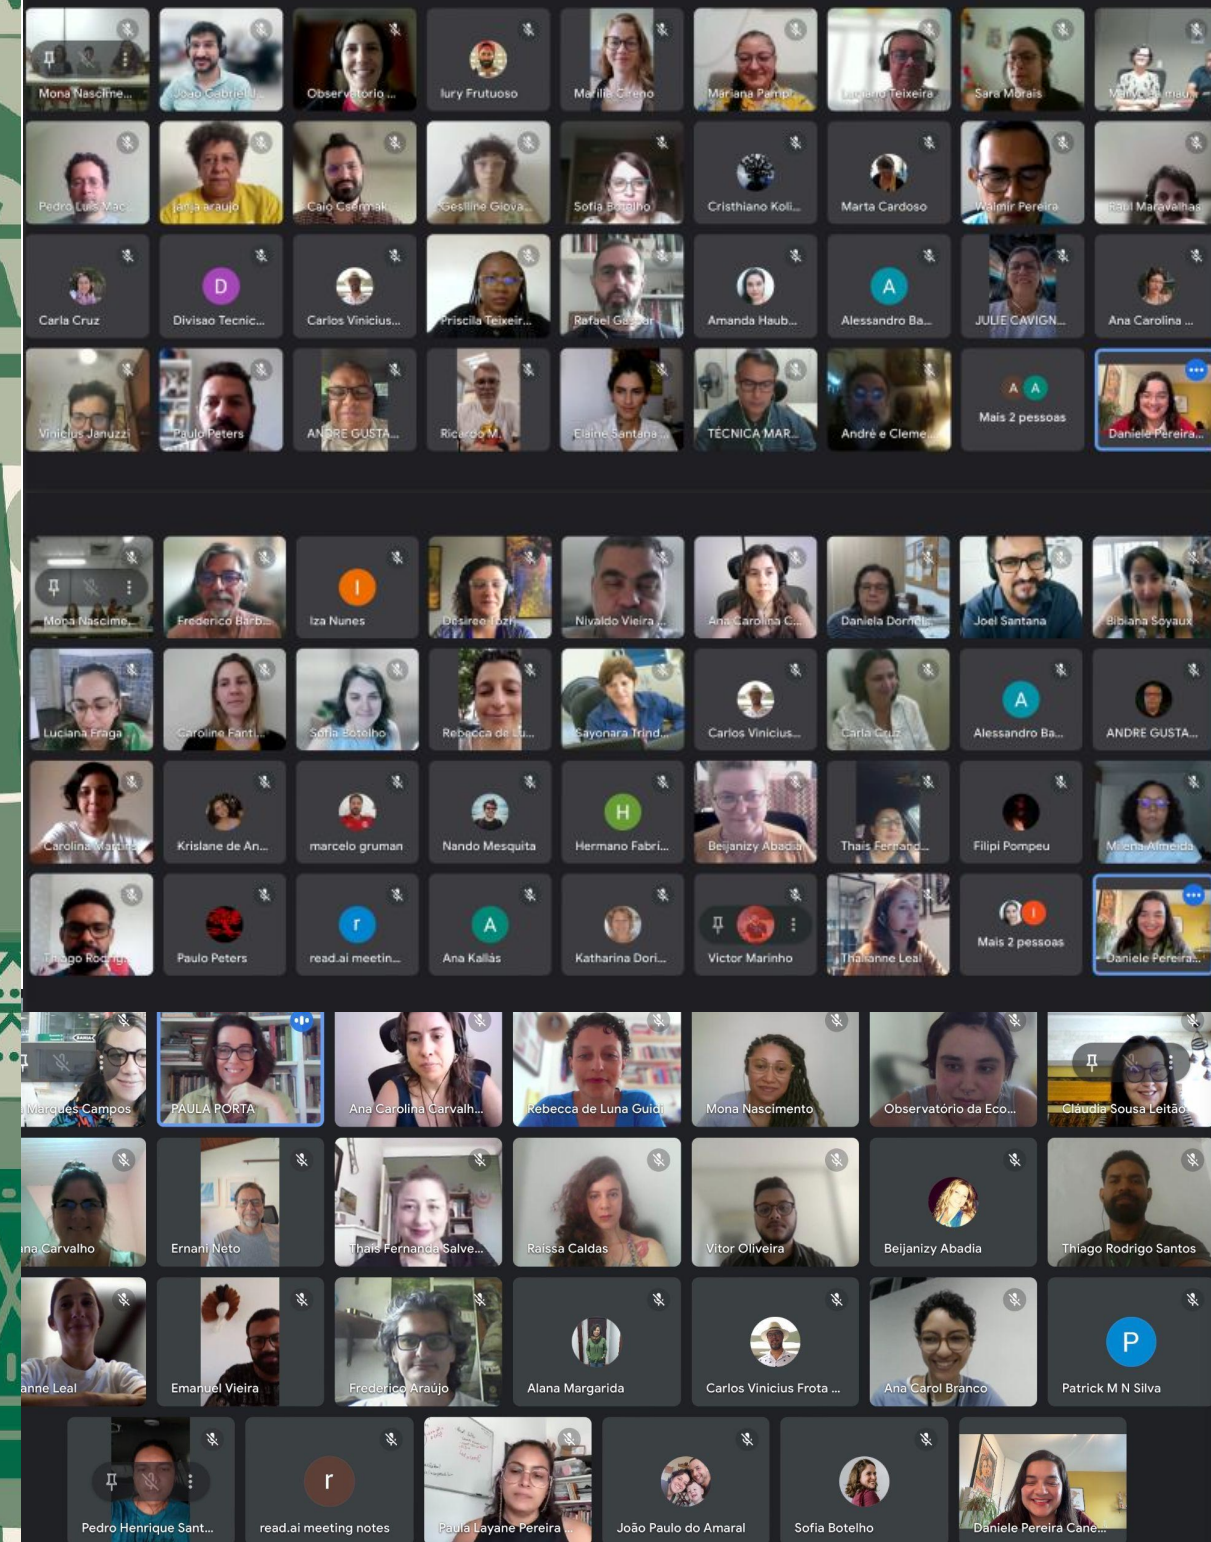 Mona Nascime...
João Gabriel J...
Observatório ...
Iury Frutuoso
Marilia Cireno
Mariana Pampl...
Luciano Teixeira
Sara Morais
Pedro Luis Mac...
janja araujo
Caio Csermak
Geslline Giova...
Sofia Botelho
Cristhiano Koli...
Marta Cardoso
Walmir Pereira
Raul Maravalhas
Carla Cruz
D
Divisao Tecnic...
Carlos Vinicius...
Priscila Teixeir...
Rafael Gaspar
Amanda Haub...
A
Alessandro Ba...
JULIE CAVIGN...
Ana Carolina ...
Vinicius Januzzi
Paulo Peters
ANDRE GUSTA...
Ricardo M.
Elaine Santana ...
TÉCNICA MAR...
André e Cleme...
A A
Mais 2 pessoas
Daniele Pereira...
Mona Nascime...
Frederico Barb...
I
Iza Nunes
Desiree Tozi
Nivaldo Vieira ...
Ana Carolina C...
Daniela Dornel...
Joel Santana
Bibiana Soyaux
Luciana Fraga
Caroline Fanti...
Sofia Botelho
Rebecca de Lu...
Sayonara Trind...
Carlos Vinicius...
Carla Cruz
A
Alessandro Ba...
ANDRE GUSTA...
Carolina Martins
Krislane de An...
marcelo gruman
Nando Mesquita
H
Hermano Fabri...
Beijanizy Abadia
Thaís Fernand...
Filipi Pompeu
Milena Almeida
Thiago Rodrig...
Paulo Peters
r
read.ai meetin...
A
Ana Kallás
Katharina Dori...
Victor Marinho
Thaisanne Leal
I
Mais 2 pessoas
Daniele Pereira...
Marques Campos
PAULA PORTA
Ana Carolina Carvalh...
Rebecca de Luna Guidi
Mona Nascimento
Observatório da Eco...
Cláudia Sousa Leitão
na Carvalho
Ernani Neto
Thaís Fernanda Salve...
Raíssa Caldas
Vitor Oliveira
Beijanizy Abadia
Thiago Rodrigo Santos
anne Leal
Emanuel Vieira
Frederico Araújo
Alana Margarida
Carlos Vinicius Frota ...
Ana Carol Branco
P
Patrick M N Silva
Pedro Henrique Sant...
r
read.ai meeting notes
Paula Layane Pereira ...
João Paulo do Amaral
Sofia Botelho
Daniele Pereira Cane...